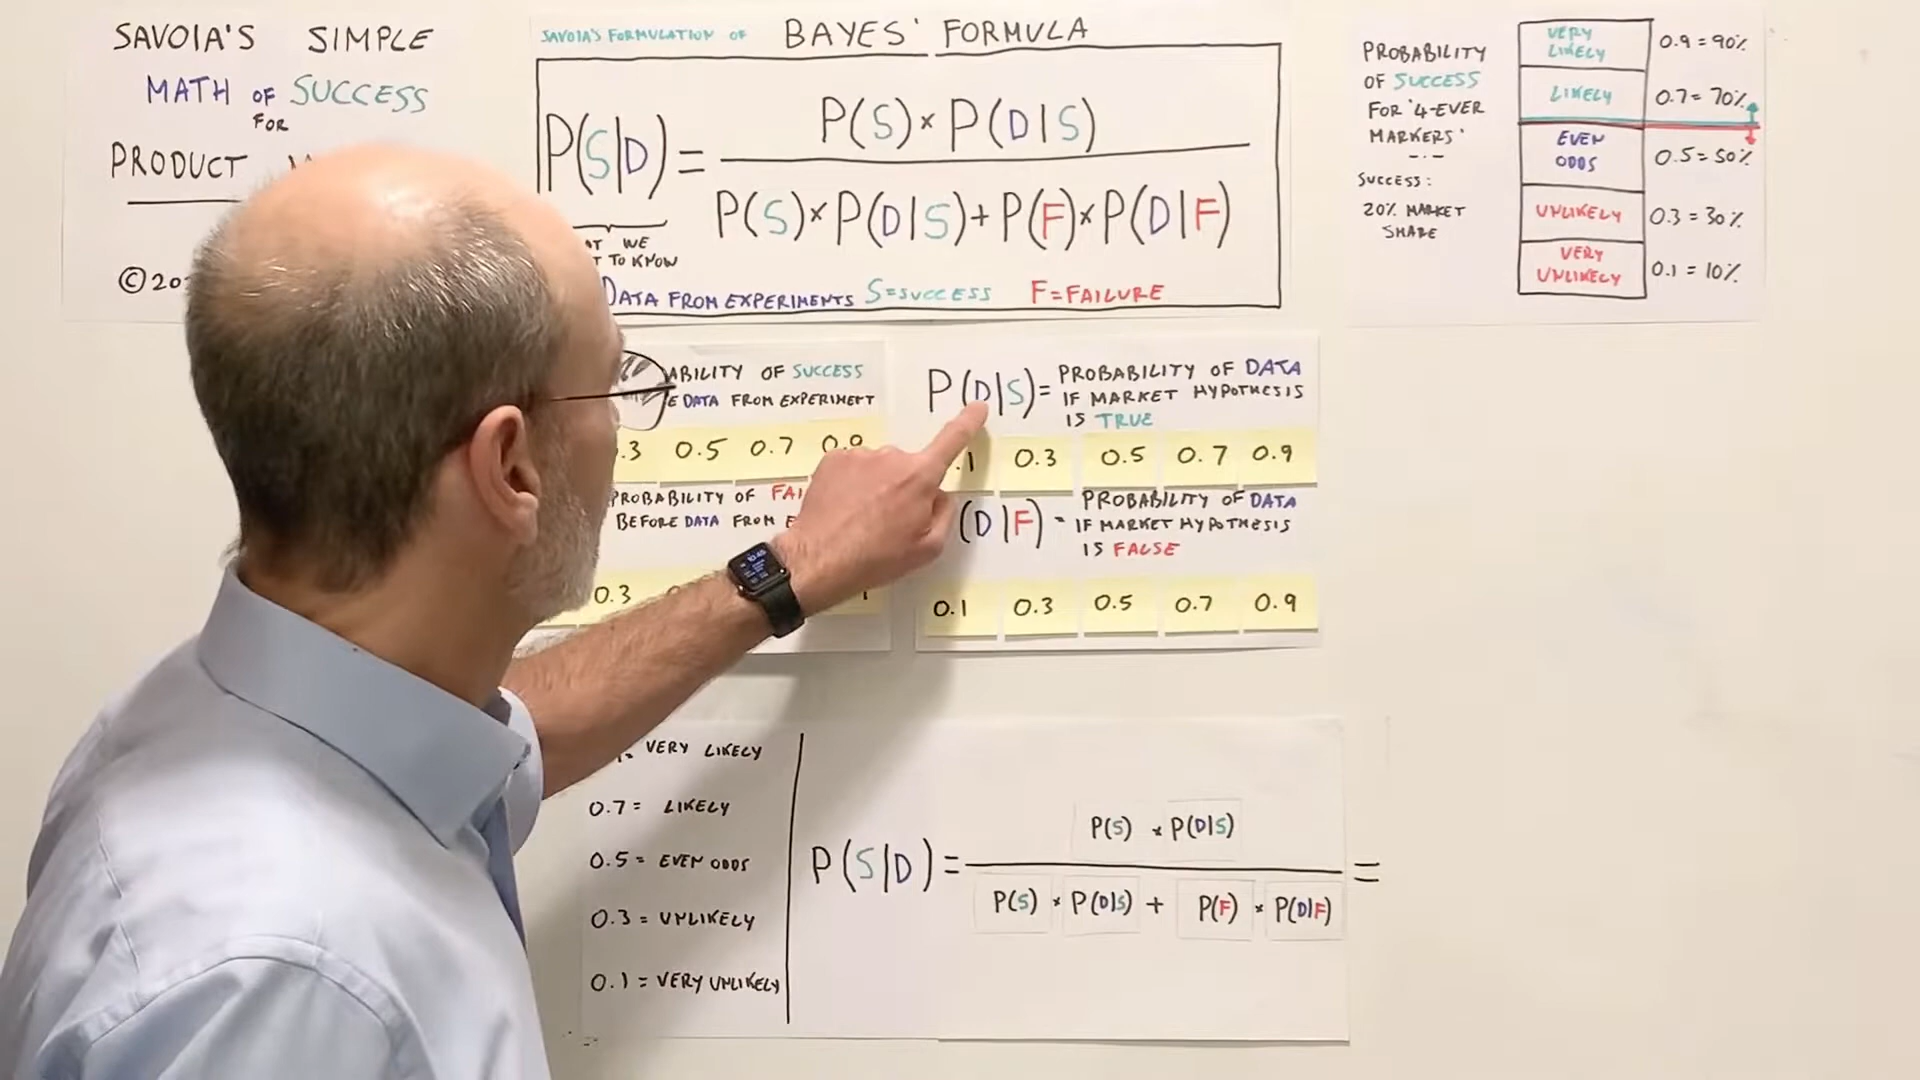 SAVOIA'S SIMPLE
MATH OF SUCCESS
FOR
PRODUCT
© 20
SAVOIA'S FORMULATION OF BAYES' FORMULA
P(S|D) =
P(S) × P(D|S)
P(S) × P(D|S) + P(F) × P(D|F)
WE
TO KNOW
DATA FROM EXPERIMENTS S=SUCCESS F=FAILURE
PROBABILITY
OF SUCCESS
FOR '4-EVER
MARKERS'
SUCCESS:
20% MARKET
SHARE
VERY LIKELY 0.9 = 90%
LIKELY 0.7 = 70%
EVEN ODDS 0.5 = 50%
UNLIKELY 0.3 = 30%
VERY UNLIKELY 0.1 = 10%
ABILITY OF SUCCESS
E DATA FROM EXPERIMENT
.3 0.5 0.7 0.9
PROBABILITY OF FAI
BEFORE DATA FROM E
0.3
P(D|S) = PROBABILITY OF DATA
IF MARKET HYPOTHESIS
IS TRUE
.1 0.3 0.5 0.7 0.9
(D|F) = PROBABILITY OF DATA
IF MARKET HYPOTHESIS
IS FALSE
0.1 0.3 0.5 0.7 0.9
VERY LIKELY
0.7 = LIKELY
0.5 = EVEN ODDS
0.3 = UNLIKELY
0.1 = VERY UNLIKELY
P(S|D) =
P(S) × P(D|S)
P(S) × P(D|S) + P(F) × P(D|F)
=